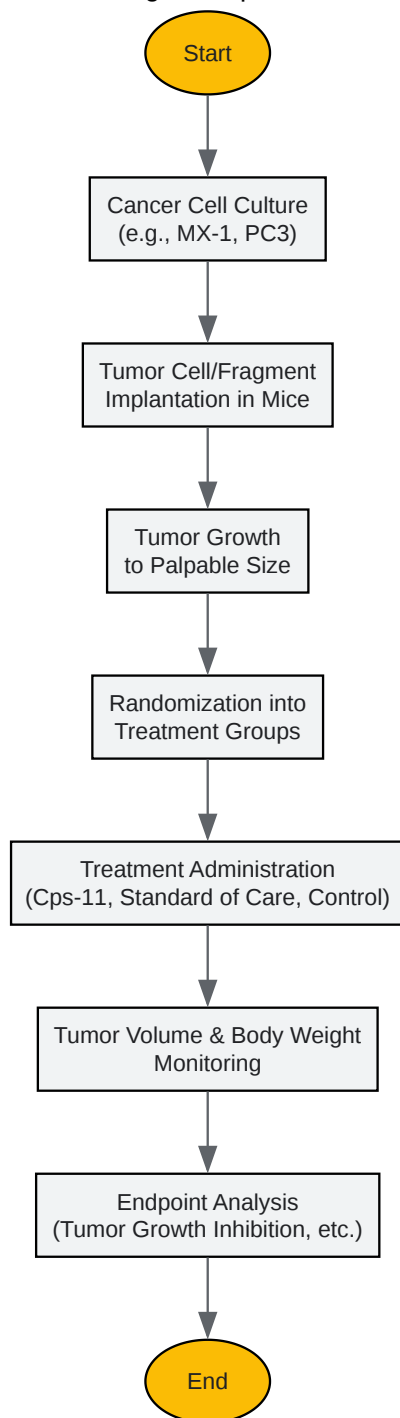 Start
Cancer Cell Culture
(e.g., MX-1, PC3)
Tumor Cell/Fragment
Implantation in Mice
Tumor Growth
to Palpable Size
Randomization into
Treatment Groups
Treatment Administration
(Cps-11, Standard of Care, Control)
Tumor Volume & Body Weight
Monitoring
Endpoint Analysis
(Tumor Growth Inhibition, etc.)
End